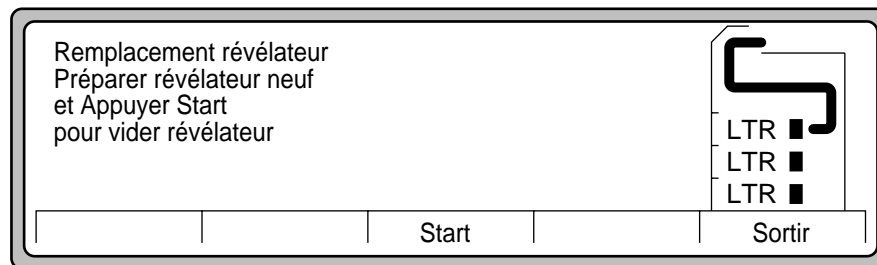 Remplacement révélateur
Préparer révélateur neuf
et Appuyer Start
pour vider révélateur
LTR
LTR
LTR
Start
Sortir